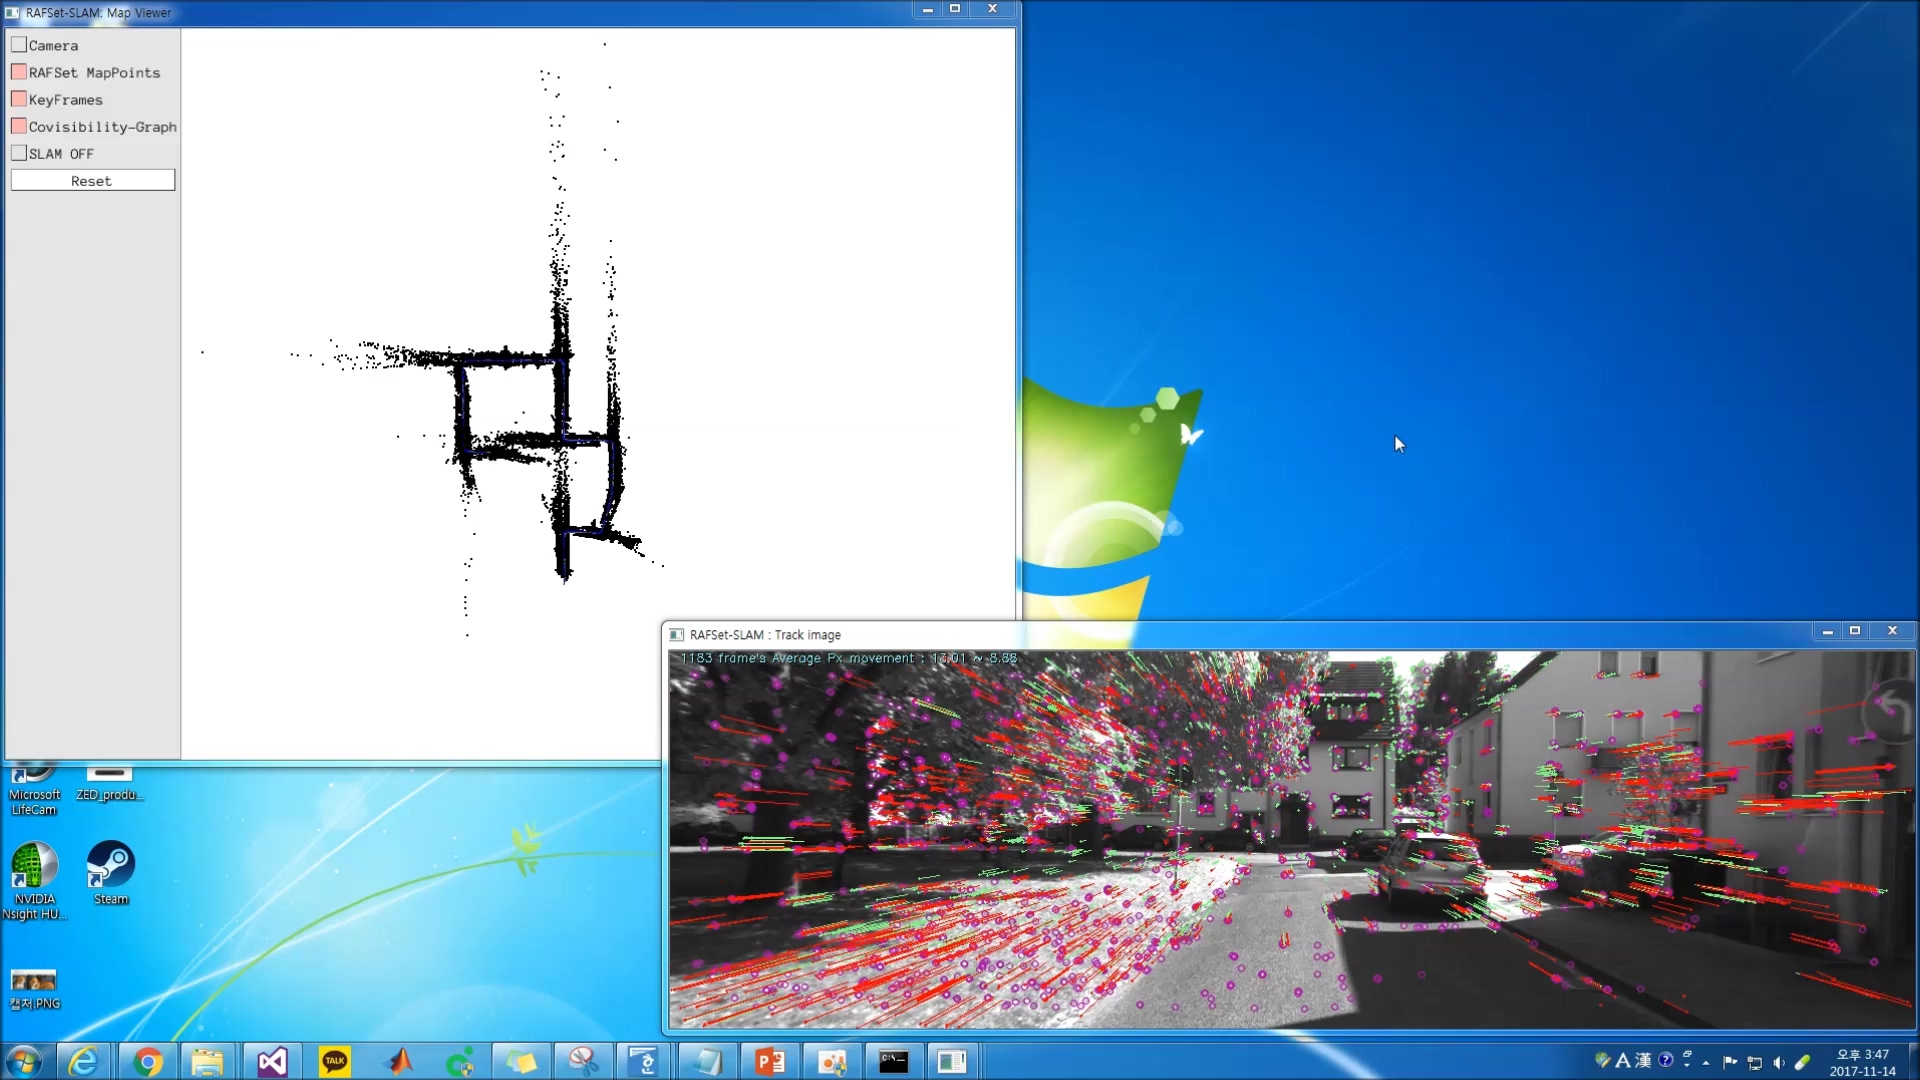 RAFSet-SLAM: Map Viewer
Camera
RAFSet MapPoints
KeyFrames
Covisibility-Graph
SLAM OFF
Reset
RAFSet-SLAM : Track image
1183 frame's Average Px movement : 13.01 ~ 8.88
Microsoft
LifeCam
ZED_produ...
NVIDIA
Nsight HU...
Steam
캡처.PNG
TALK
C:\-
A 漢
오후 3:47
2017-11-14